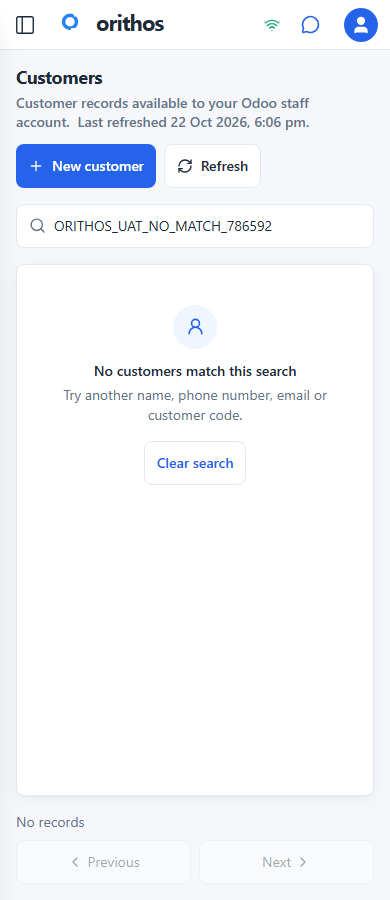 orithos
Customers
Customer records available to your Odoo staff
account.  Last refreshed 22 Oct 2026, 6:06 pm.
New customer
Refresh
ORITHOS_UAT_NO_MATCH_786592
No customers match this search
Try another name, phone number, email or
customer code.
Clear search
No records
Previous
Next